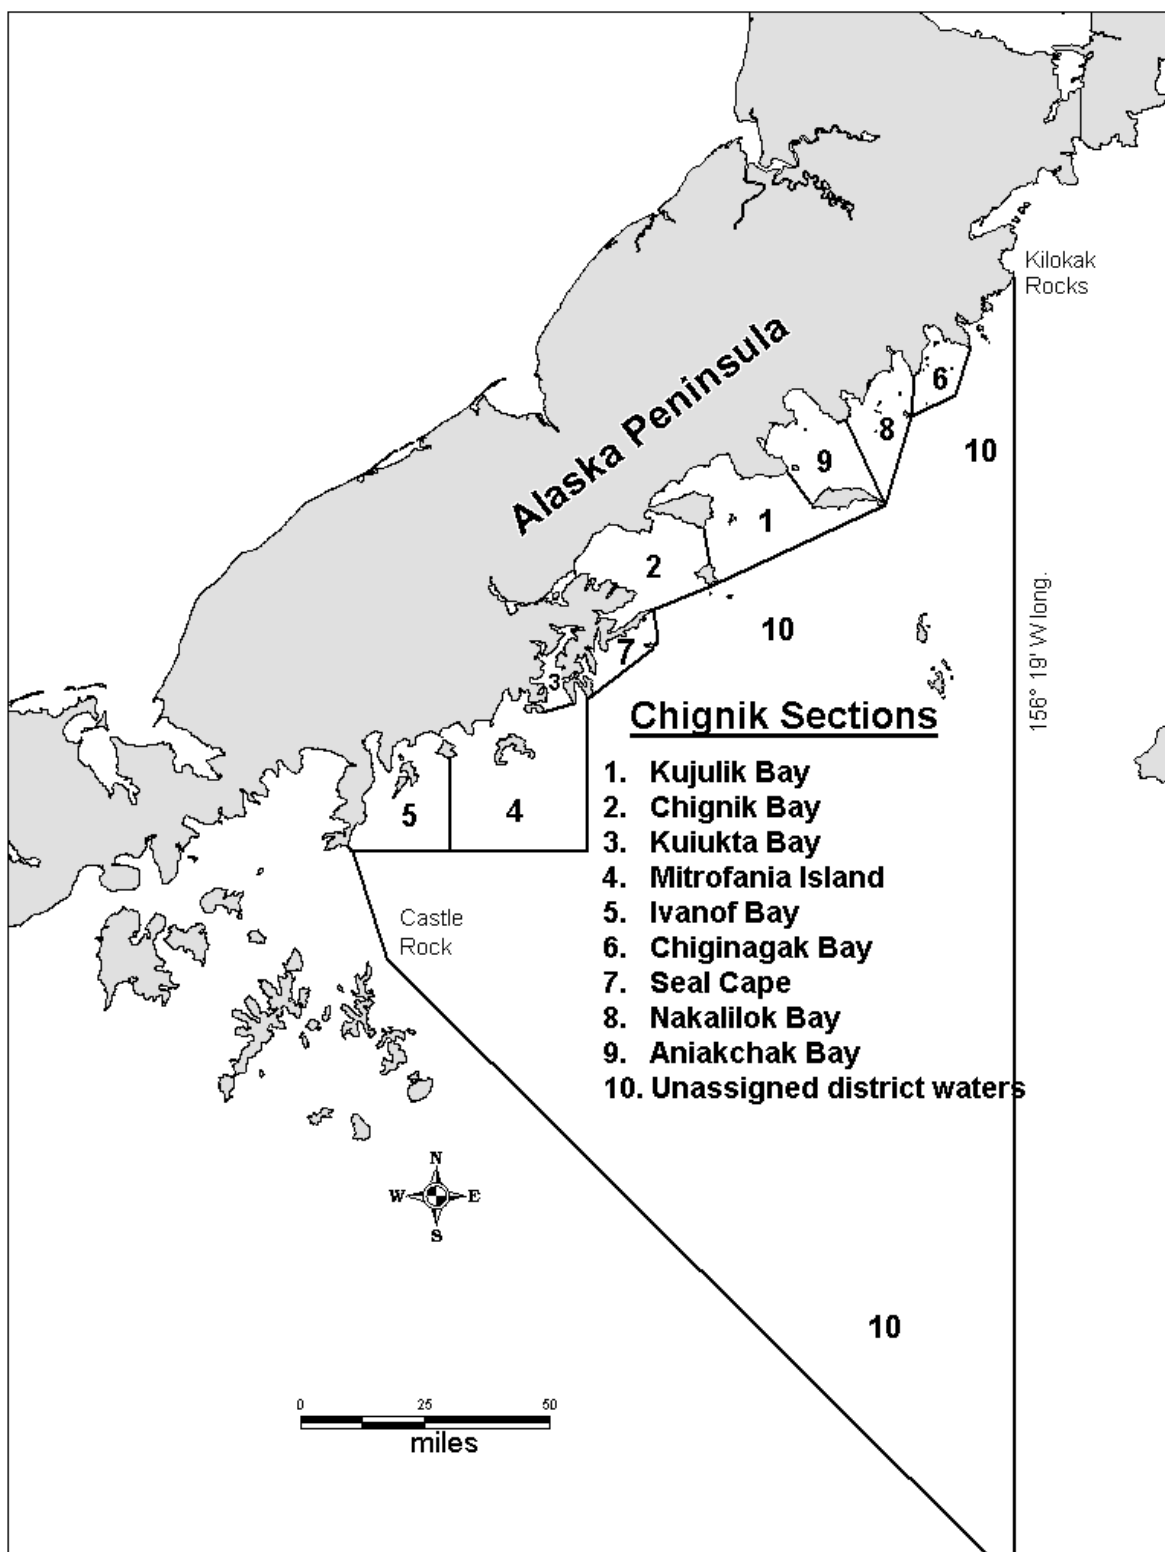 Kilokak
Rocks
Alaska Peninsula
6
8
10
9
1
2
10
7
3
156° 19' W long.
Chignik Sections
1. Kujulik Bay
2. Chignik Bay
3. Kuiukta Bay
4. Mitrofania Island
5. Ivanof Bay
6. Chiginagak Bay
7. Seal Cape
8. Nakalilok Bay
9. Aniakchak Bay
10. Unassigned district waters
5
4
Castle
Rock
N
W E
S
10
0 25 50
miles